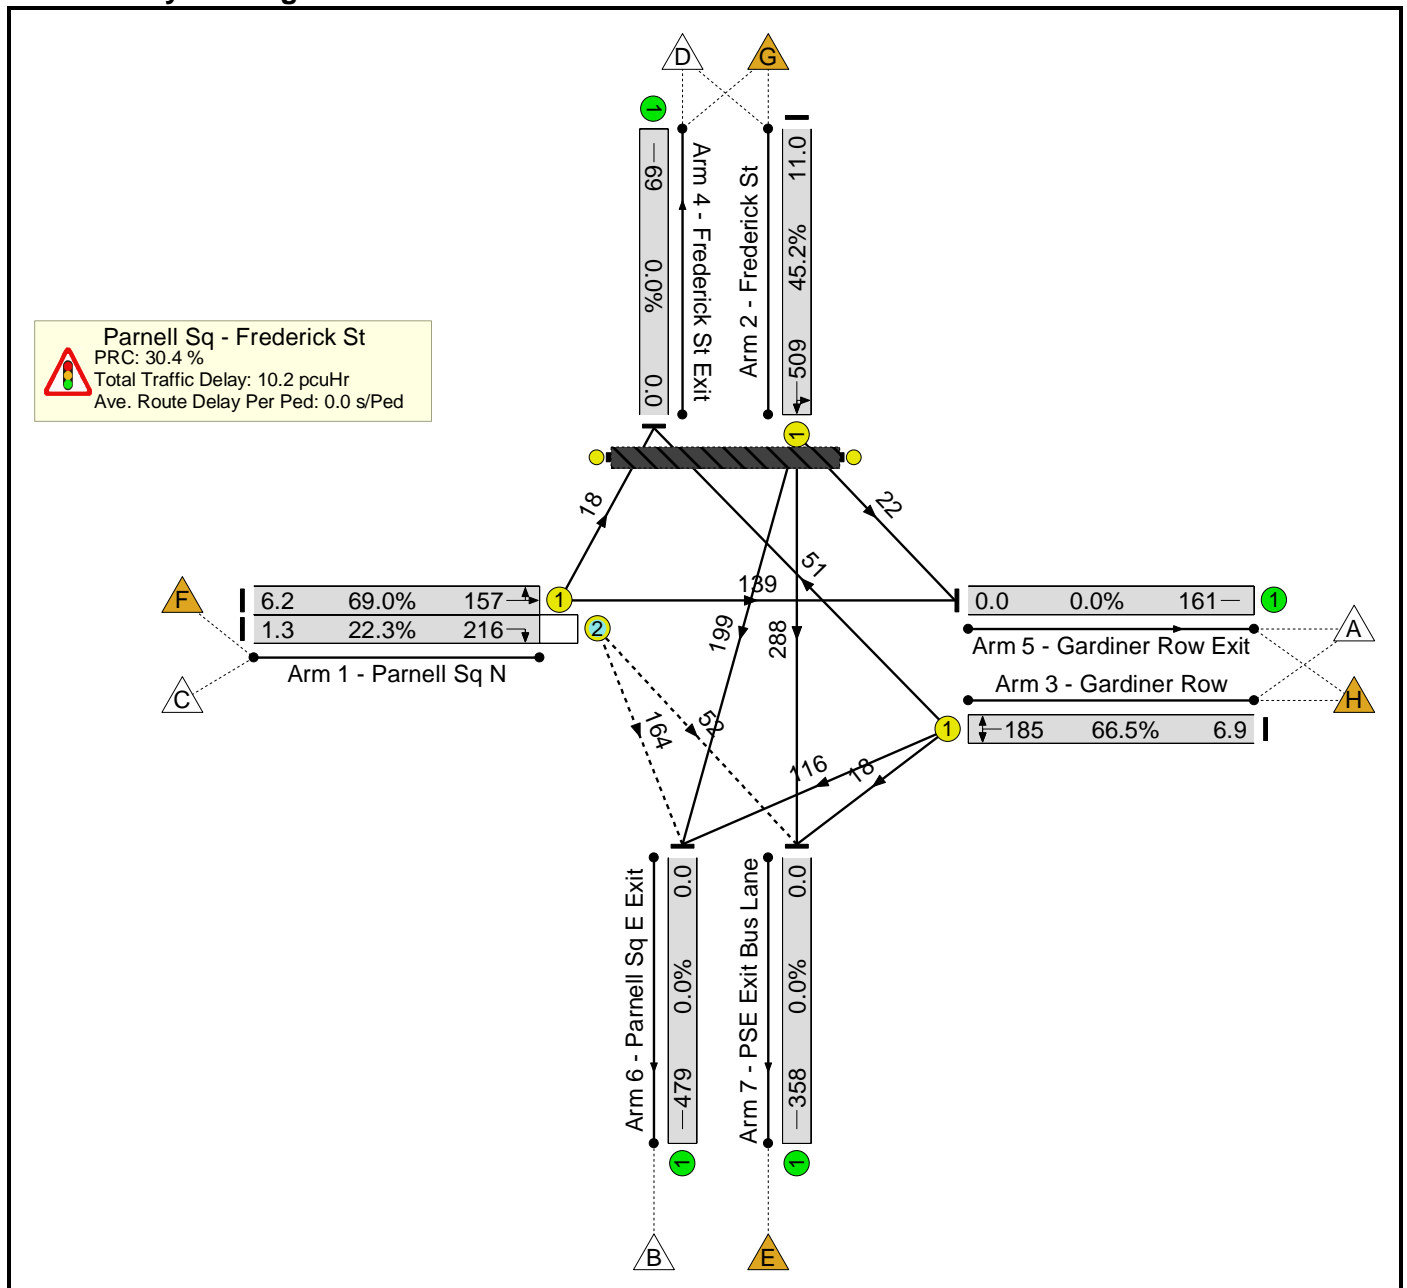 D
G
1
69
0.0%
0.0
Arm 4 - Frederick St Exit
Arm 2 - Frederick St
11.0
45.2%
509
1
Parnell Sq - Frederick St
PRC: 30.4 %
Total Traffic Delay: 10.2 pcuHr
Ave. Route Delay Per Ped: 0.0 s/Ped
18
22
51
139
199
288
F
6.2 69.0% 157
1
1.3 22.3% 216
2
Arm 1 - Parnell Sq N
C
0.0 0.0% 161
1
A
Arm 5 - Gardiner Row Exit
Arm 3 - Gardiner Row
H
1
185 66.5% 6.9
164
52
116
18
Arm 6 - Parnell Sq E Exit
0.0
0.0%
479
1
Arm 7 - PSE Exit Bus Lane
0.0
0.0%
358
1
B
E